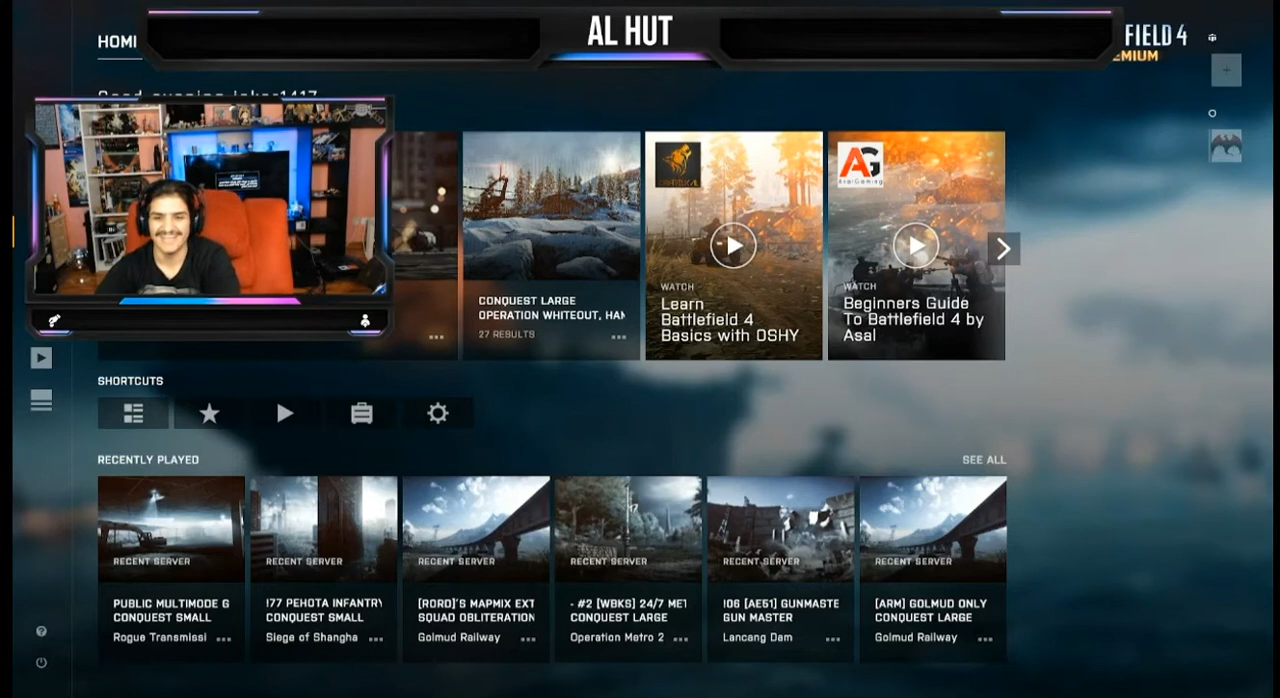 HOME
AL HUT
FIELD 4
EMIUM
CONQUEST LARGE
OPERATION WHITEOUT, HAN
27 RESULTS
WATCH
Learn
Battlefield 4
Basics with OSHY
AG
AsalGaming
WATCH
Beginners Guide
To Battlefield 4 by
Asal
SHORTCUTS
RECENTLY PLAYED
SEE ALL
RECENT SERVER
PUBLIC MULTIMODE G
CONQUEST SMALL
Rogue Transmissi
RECENT SERVER
!77 PEHOTA INFANTRY
CONQUEST SMALL
Siege of Shangha
RECENT SERVER
[RORO]'S MAPMIX EXT
SQUAD OBLITERATION
Golmud Railway
RECENT SERVER
- #2 [WBKS] 24/7 MET
CONQUEST LARGE
Operation Metro 2
RECENT SERVER
!06 [AE51] GUNMASTE
GUN MASTER
Lancang Dam
RECENT SERVER
[ARM] GOLMUD ONLY
CONQUEST LARGE
Golmud Railway